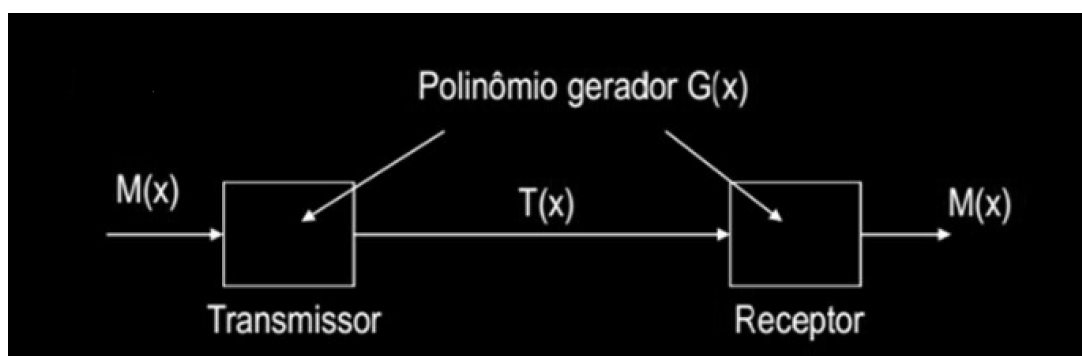 Polinômio gerador G(x)
M(x)
T(x)
M(x)
Transmissor
Receptor